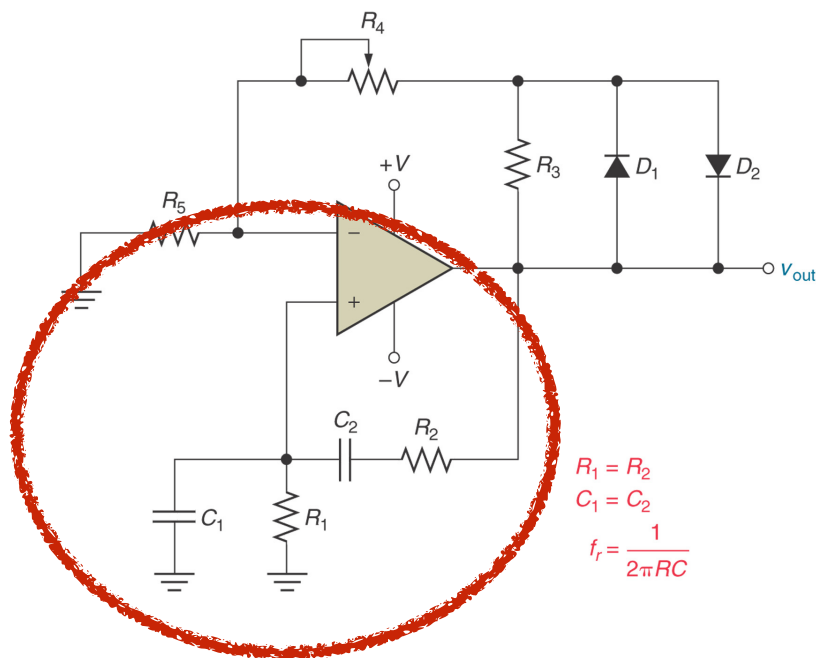 R4
+V
R3
D1
D2
R5
−
+
vout
−V
C2
R2
C1
R1
R1 = R2
C1 = C2
fr = 1 / 2πRC